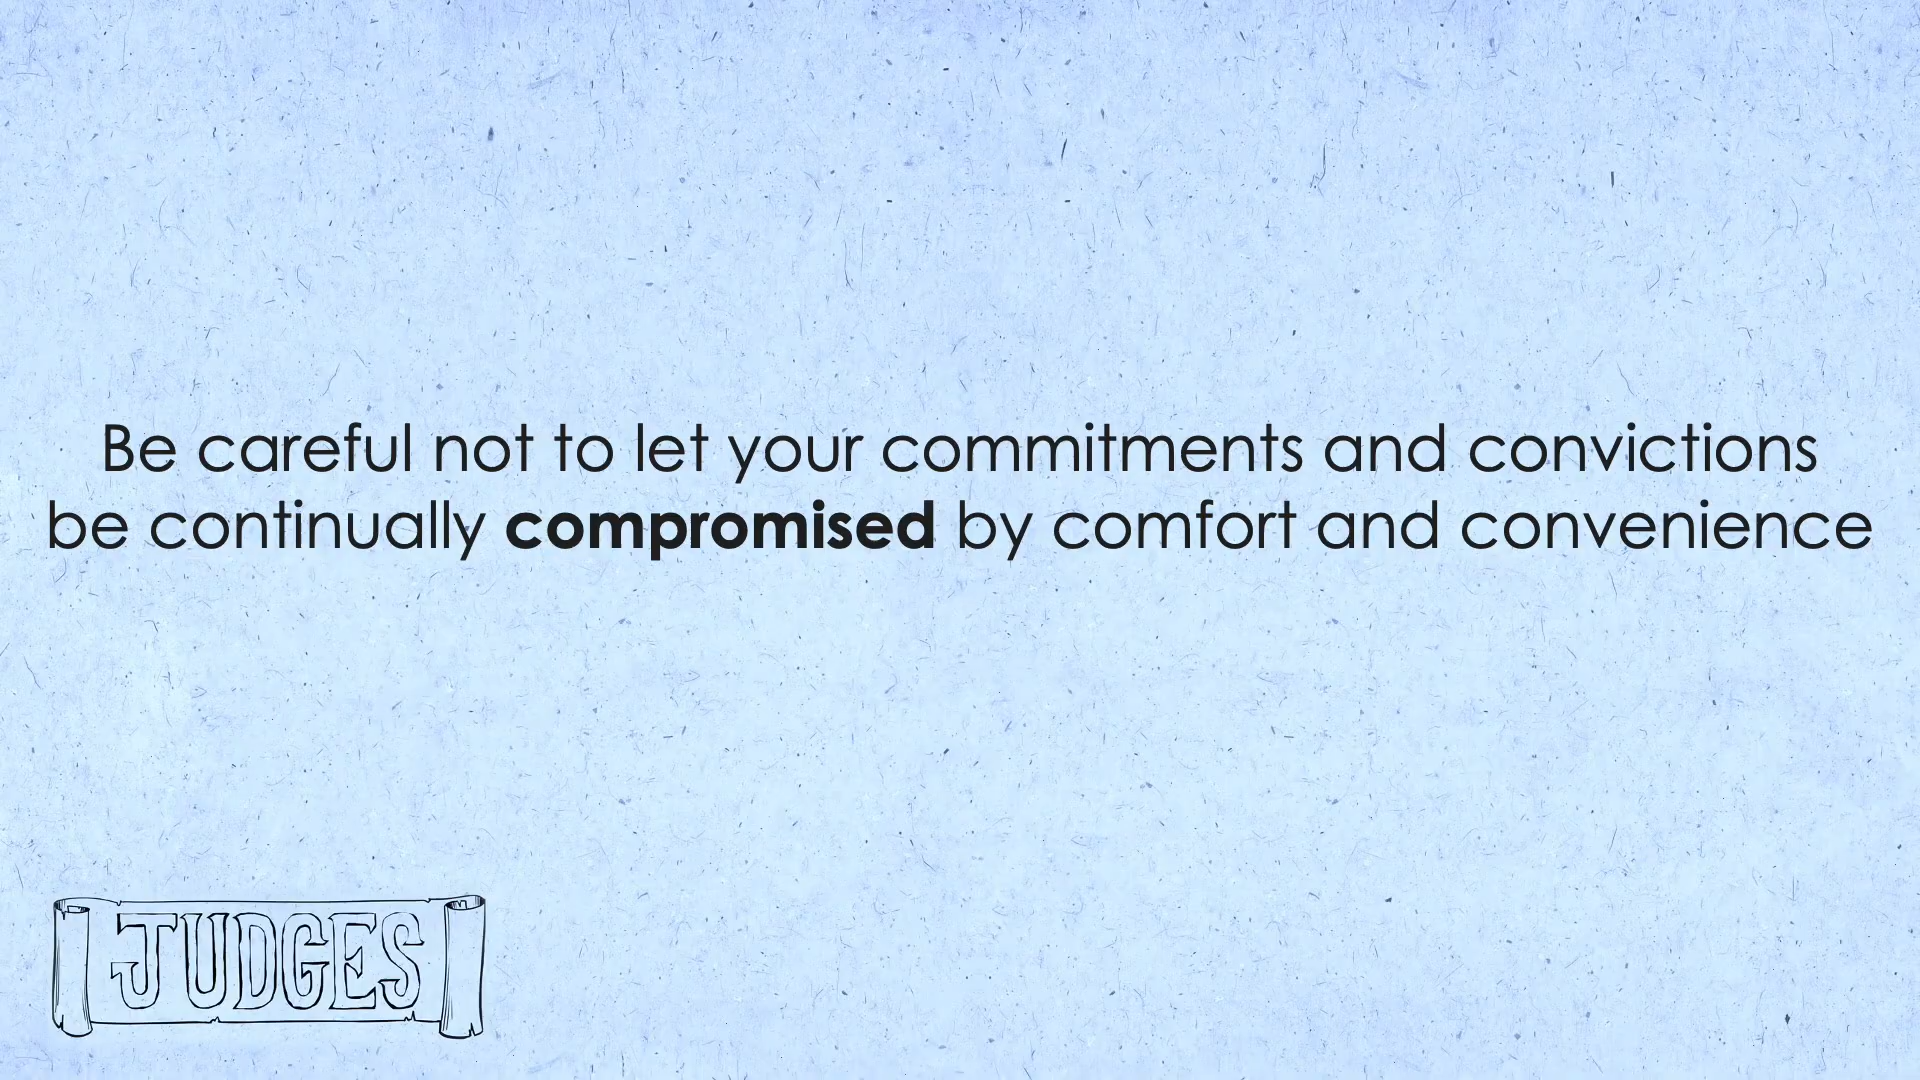 Be careful not to let your commitments and convictions
be continually compromised by comfort and convenience
JUDGES